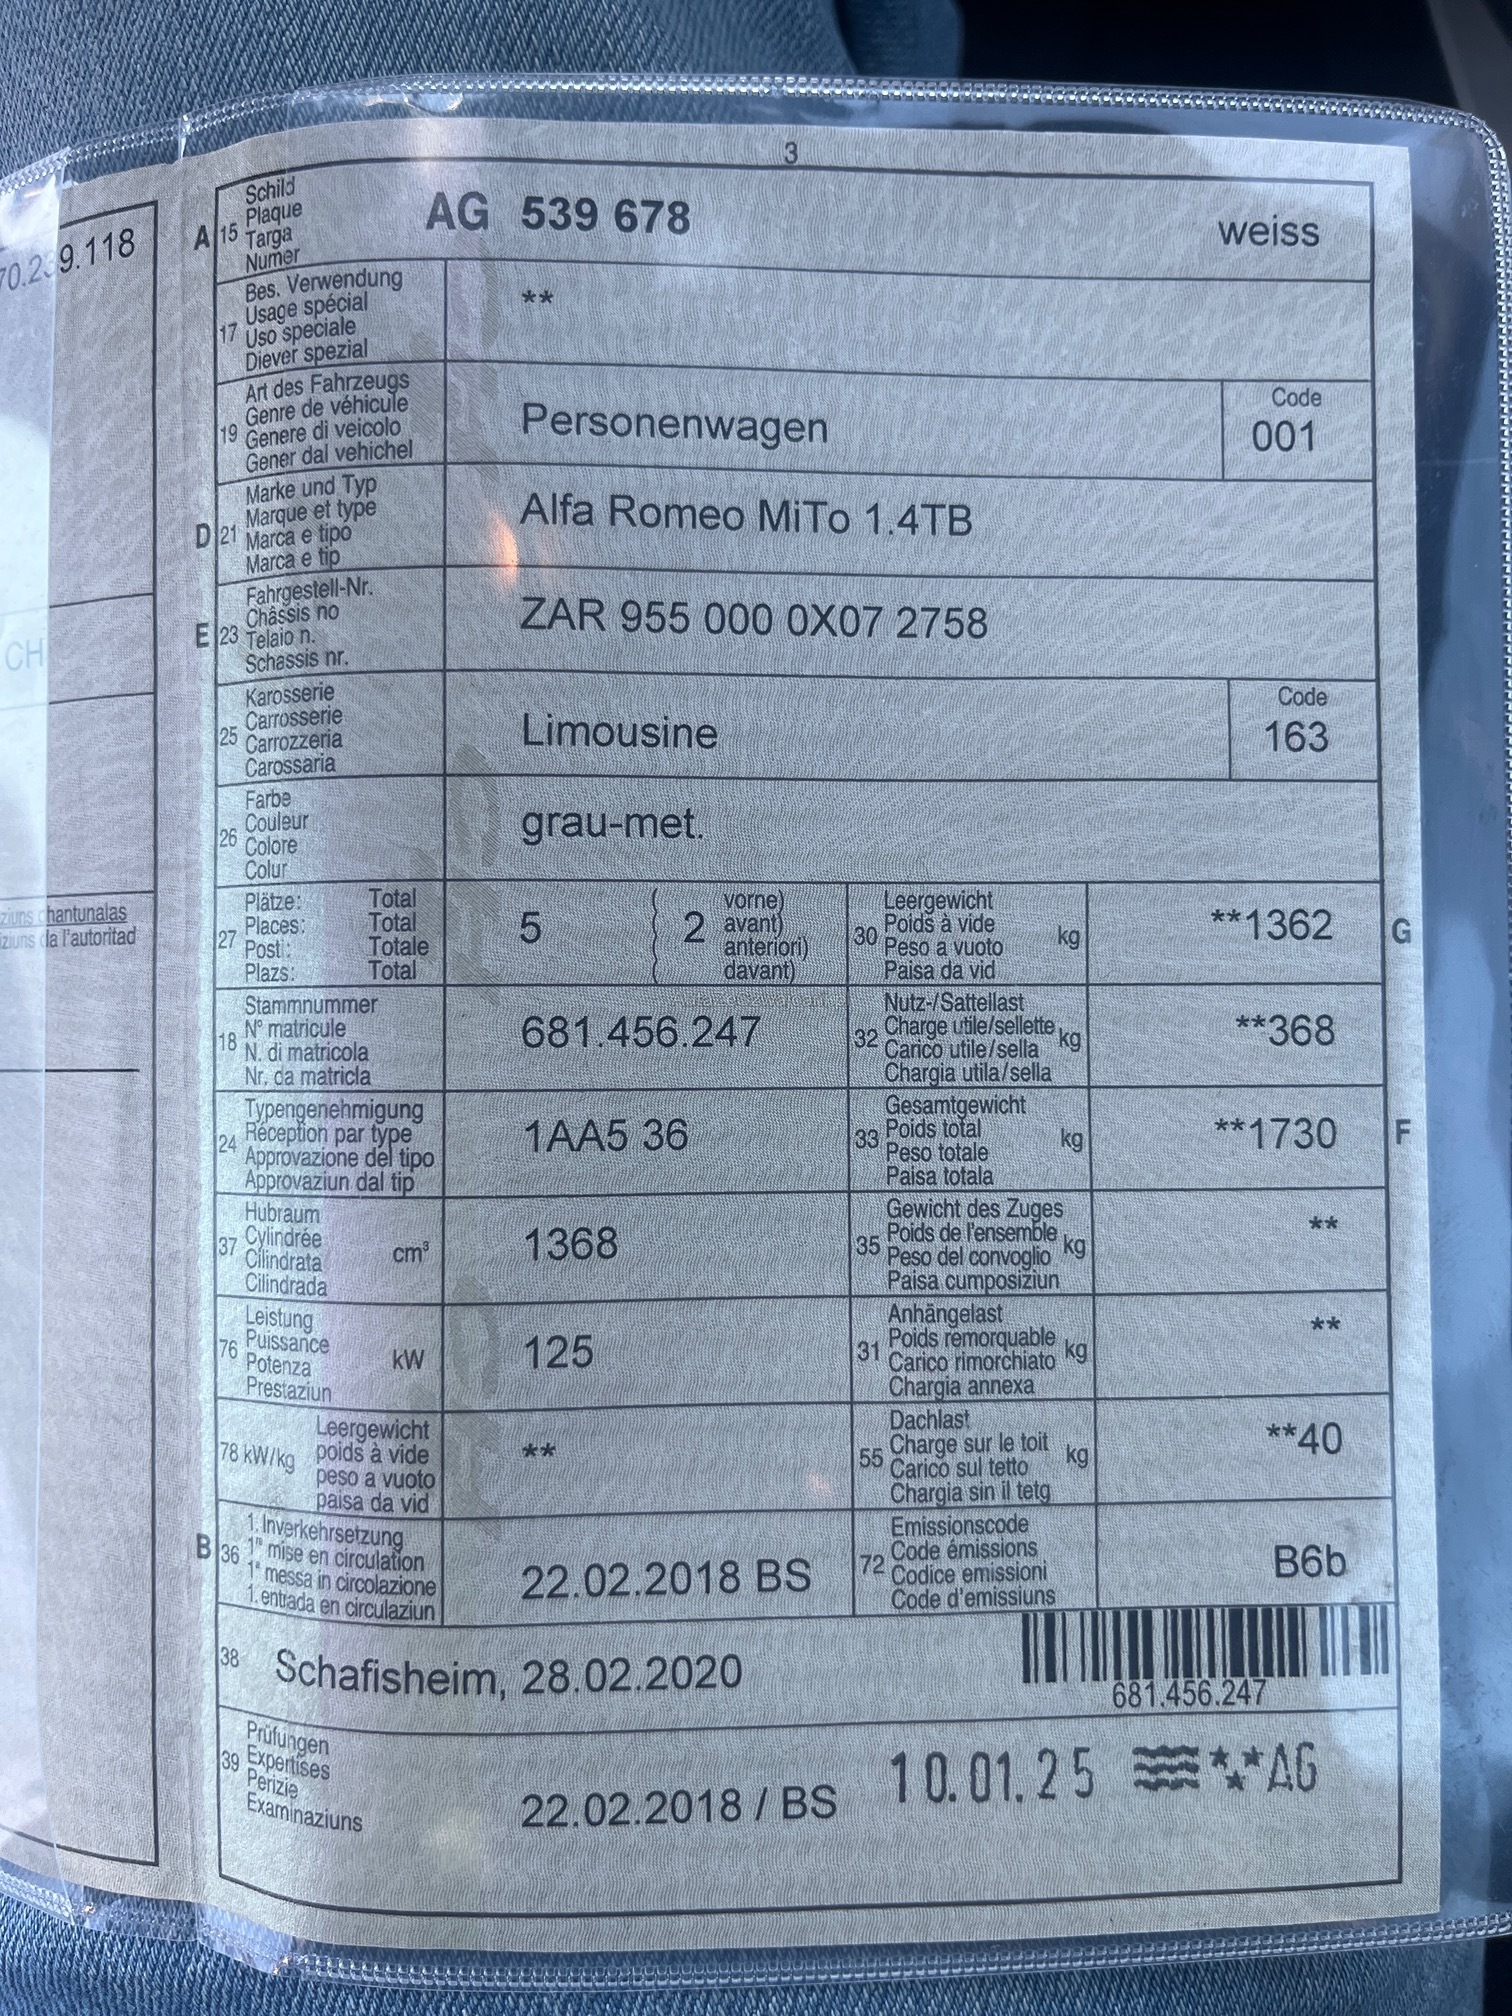 3
9.118
CH
chantunalas
da l'autoritad
A 15 Schild
Plaque
Targa
Numer
AG 539 678 weiss
17 Bes. Verwendung
Usage spécial
Uso speciale
Diever spezial
**
19 Art des Fahrzeugs
Genre de véhicule
Genere di veicolo
Gener dal vehichel
Personenwagen
Code
001
D 21 Marke und Typ
Marque et type
Marca e tipo
Marca e tip
Alfa Romeo MiTo 1.4TB
E 23 Fahrgestell-Nr.
Châssis no
Telaio n.
Schassis nr.
ZAR 955 000 0X07 2758
25 Karosserie
Carrosserie
Carrozzeria
Carossaria
Limousine
Code
163
26 Farbe
Couleur
Colore
Colur
grau-met.
27 Plätze: Total
Places: Total
Posti: Totale
Plazs: Total
5 2
vorne)
avant)
anteriori)
davant)
30 Leergewicht
Poids à vide
Peso a vuoto
Paisa da vid
kg
**1362 G
18 Stammnummer
N° matricule
N. di matricola
Nr. da matricla
681.456.247
32 Nutz-/Sattellast
Charge utile/sellette
Carico utile/sella
Chargia utila/sella
kg
**368
24 Typengenehmigung
Réception par type
Approvazione del tipo
Approvaziun dal tip
1AA5 36
33 Gesamtgewicht
Poids total
Peso totale
Paisa totala
kg
**1730 F
37 Hubraum
Cylindrée
Cilindrata
Cilindrada
cm³
1368
35 Gewicht des Zuges
Poids de l'ensemble
Peso del convoglio
Paisa cumposiziun
kg
**
76 Leistung
Puissance
Potenza
Prestaziun
kW
125
31 Anhängelast
Poids remorquable
Carico rimorchiato
Chargia annexa
kg
**
78 kW/kg Leergewicht
poids à vide
peso a vuoto
paisa da vid
**
55 Dachlast
Charge sur le toit
Carico sul tetto
Chargia sin il tetg
kg
**40
B 36 1. Inverkehrsetzung
1re mise en circulation
1a messa in circolazione
1. entrada en circulaziun
22.02.2018 BS
72 Emissionscode
Code émissions
Codice emissioni
Code d'emissiuns
B6b
38 Schafisheim, 28.02.2020
681.456.247
39 Prüfungen
Expertises
Perizie
Examinaziuns
22.02.2018 / BS
10.01.25 AG